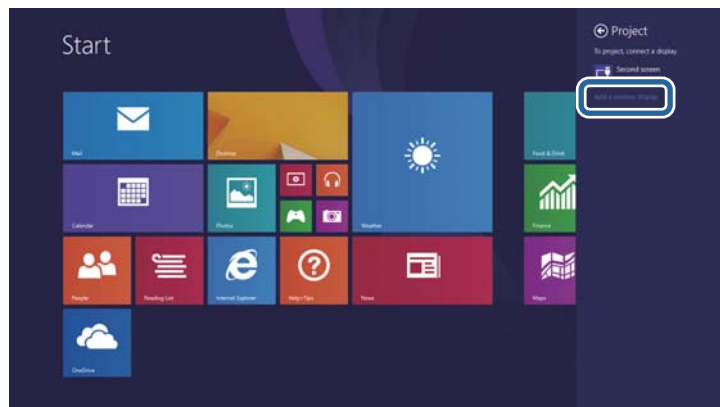 Start
Project
To project, connect a display
Second screen
Add a wireless display
Mail
Desktop
Food & Drink
Calendar
Photos
Weather
Finance
People
Reading List
Internet Explorer
Help+Tips
News
Maps
OneDrive